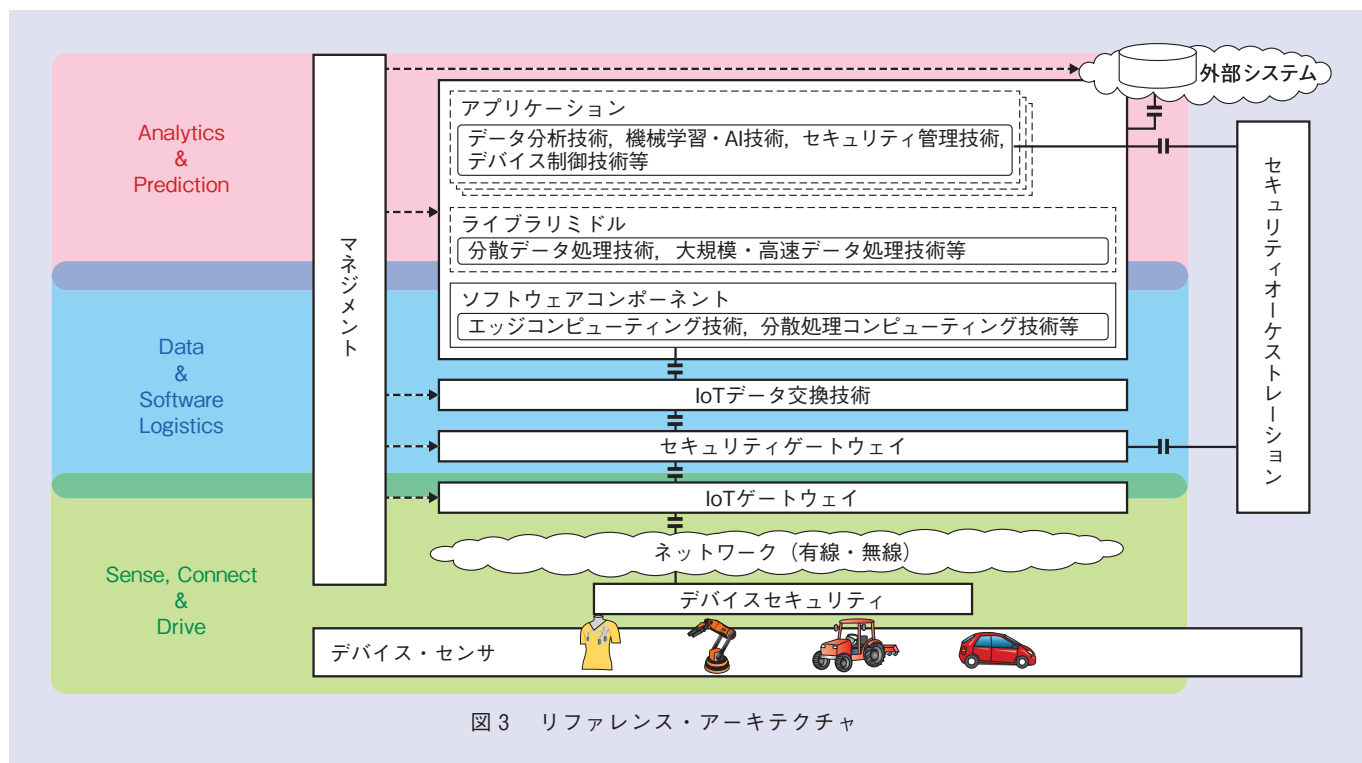 外部システム
アプリケーション
データ分析技術,機械学習・AI技術,セキュリティ管理技術,
デバイス制御技術等
Analytics
&
Prediction
ライブラリミドル
分散データ処理技術,大規模・高速データ処理技術等
マネジメント
セキュリティオーケストレーション
ソフトウェアコンポーネント
エッジコンピューティング技術,分散処理コンピューティング技術等
Data
&
Software
Logistics
IoTデータ交換技術
セキュリティゲートウェイ
IoTゲートウェイ
ネットワーク(有線・無線)
Sense, Connect
&
Drive
デバイスセキュリティ
デバイス・センサ
図3 リファレンス・アーキテクチャ